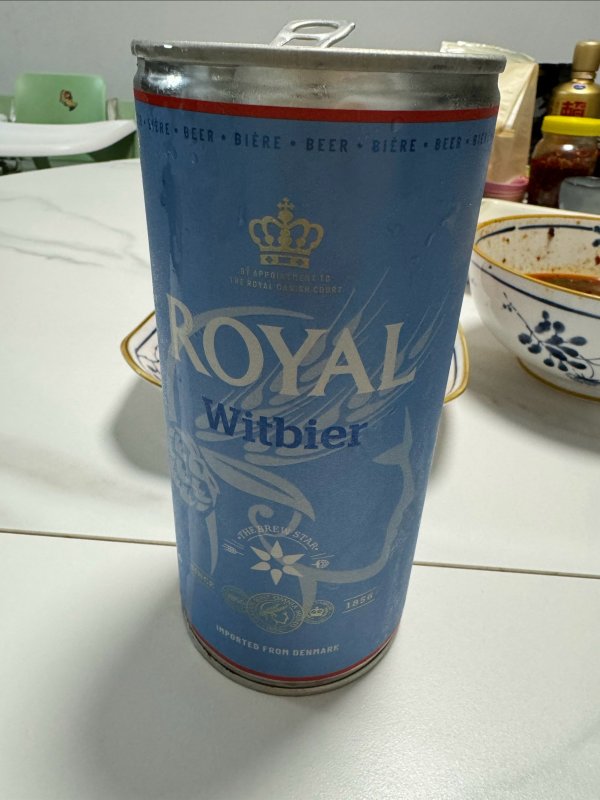 BIÈRE • BEER • BIÈRE • BEER • BIÈRE • BEER •
BY APPOINTMENT TO
THE ROYAL DANISH COURT
ROYAL
Witbier
• THE BREW STAR •
SINCE
1856
IMPORTED FROM DENMARK